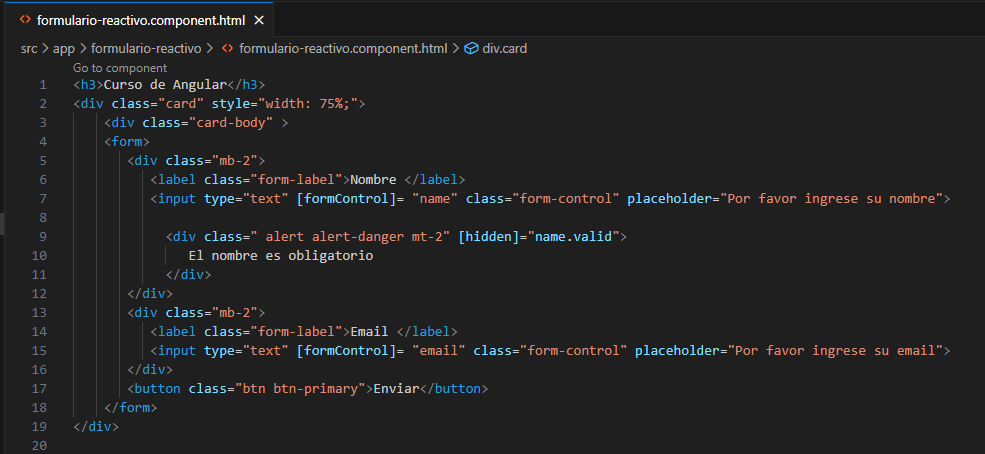 formulario-reactivo.component.html ×
src > app > formulario-reactivo > formulario-reactivo.component.html > div.card
Go to component
1 <h3>Curso de Angular</h3>
2 <div class="card" style="width: 75%;">
3 <div class="card-body" >
4 <form>
5 <div class="mb-2">
6 <label class="form-label">Nombre </label>
7 <input type="text" [formControl]= "name" class="form-control" placeholder="Por favor ingrese su nombre">
8
9 <div class=" alert alert-danger mt-2" [hidden]="name.valid">
10 El nombre es obligatorio
11 </div>
12 </div>
13 <div class="mb-2">
14 <label class="form-label">Email </label>
15 <input type="text" [formControl]= "email" class="form-control" placeholder="Por favor ingrese su email">
16 </div>
17 <button class="btn btn-primary">Enviar</button>
18 </form>
19 </div>
20